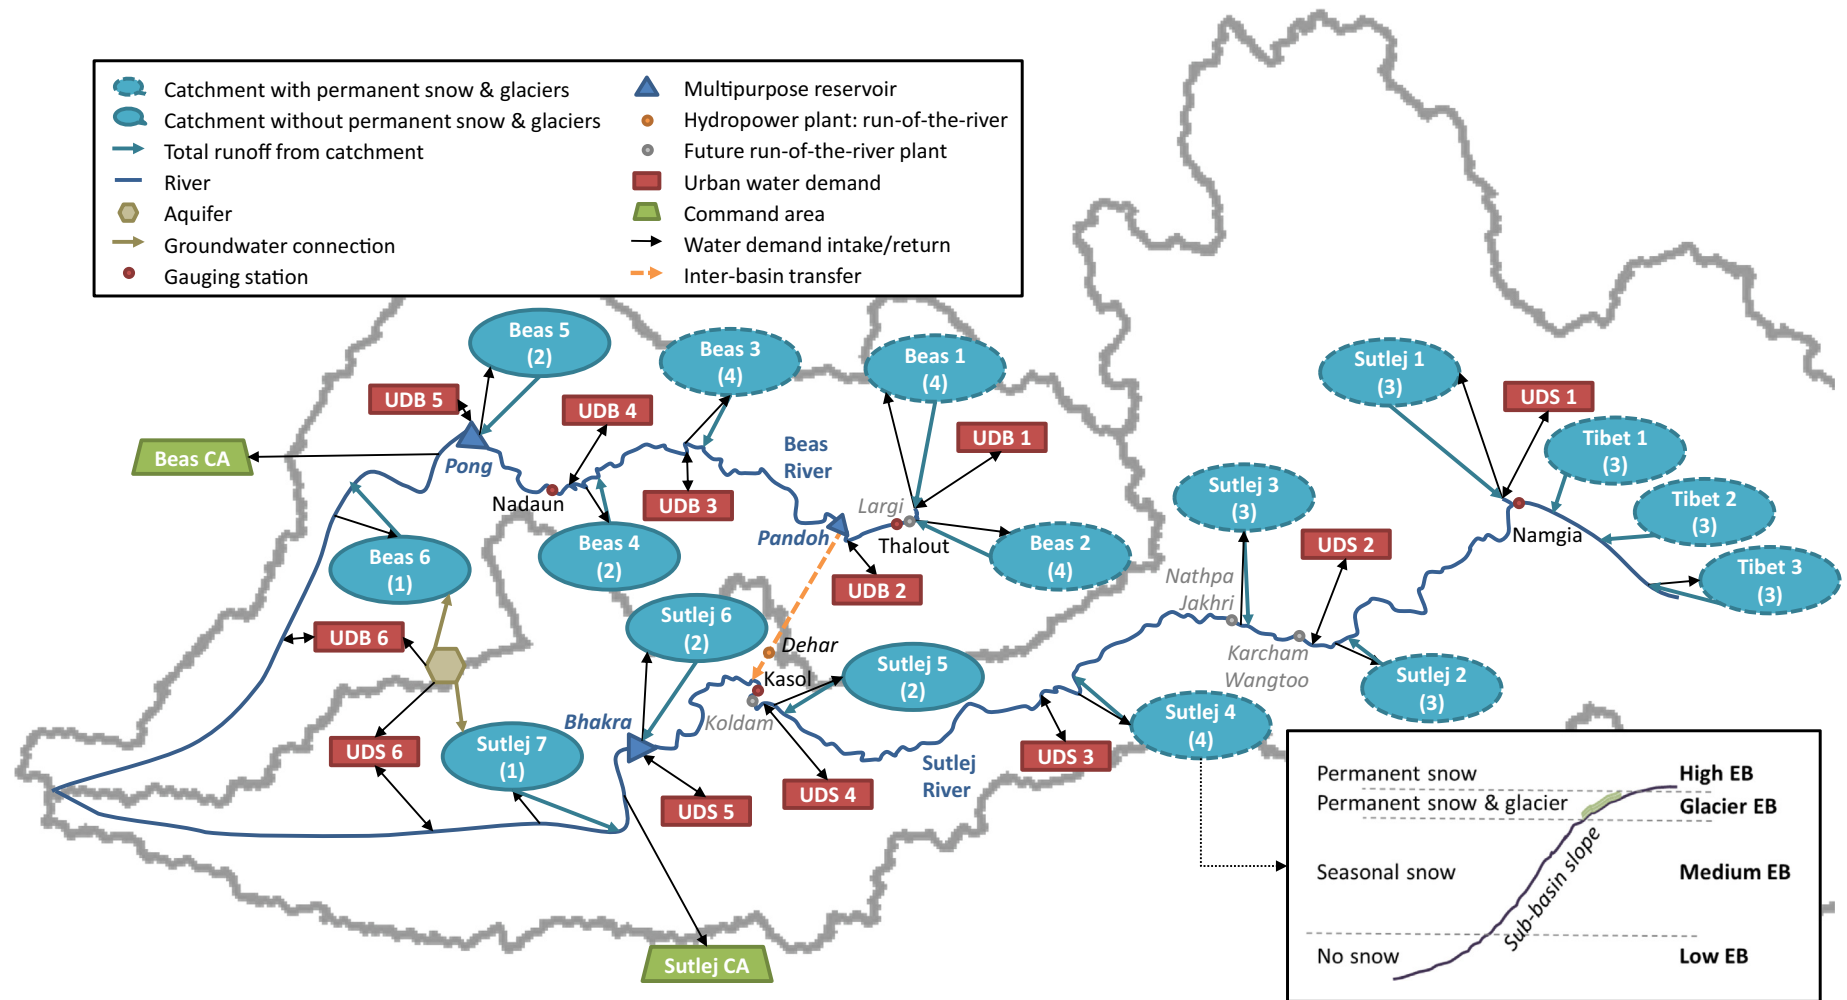 Catchment with permanent snow & glaciers
Catchment without permanent snow & glaciers
Total runoff from catchment
River
Aquifer
Groundwater connection
Gauging station
Multipurpose reservoir
Hydropower plant: run-of-the-river
Future run-of-the-river plant
Urban water demand
Command area
Water demand intake/return
Inter-basin transfer
Beas 5
(2)
Beas 3
(4)
Beas 1
(4)
Sutlej 1
(3)
UDS 1
UDB 5
UDB 4
UDB 1
Tibet 1
(3)
Beas CA
Pong
Beas
River
Nadaun
UDB 3
Largi
Thalout
Pandoh
Sutlej 3
(3)
Tibet 2
(3)
Namgia
Beas 6
(1)
Beas 4
(2)
Beas 2
(4)
UDB 2
UDS 2
Tibet 3
(3)
Nathpa
Jakhri
Karcham
Wangtoo
UDB 6
Sutlej 6
(2)
Dehar
Kasol
Koldam
Sutlej 5
(2)
Sutlej 2
(3)
Bhakra
Sutlej 4
(4)
UDS 6
Sutlej 7
(1)
UDS 5
UDS 4
Sutlej
River
UDS 3
Sutlej CA
Permanent snow
High EB
Permanent snow & glacier
Glacier EB
Seasonal snow
Medium EB
Sub-basin slope
No snow
Low EB